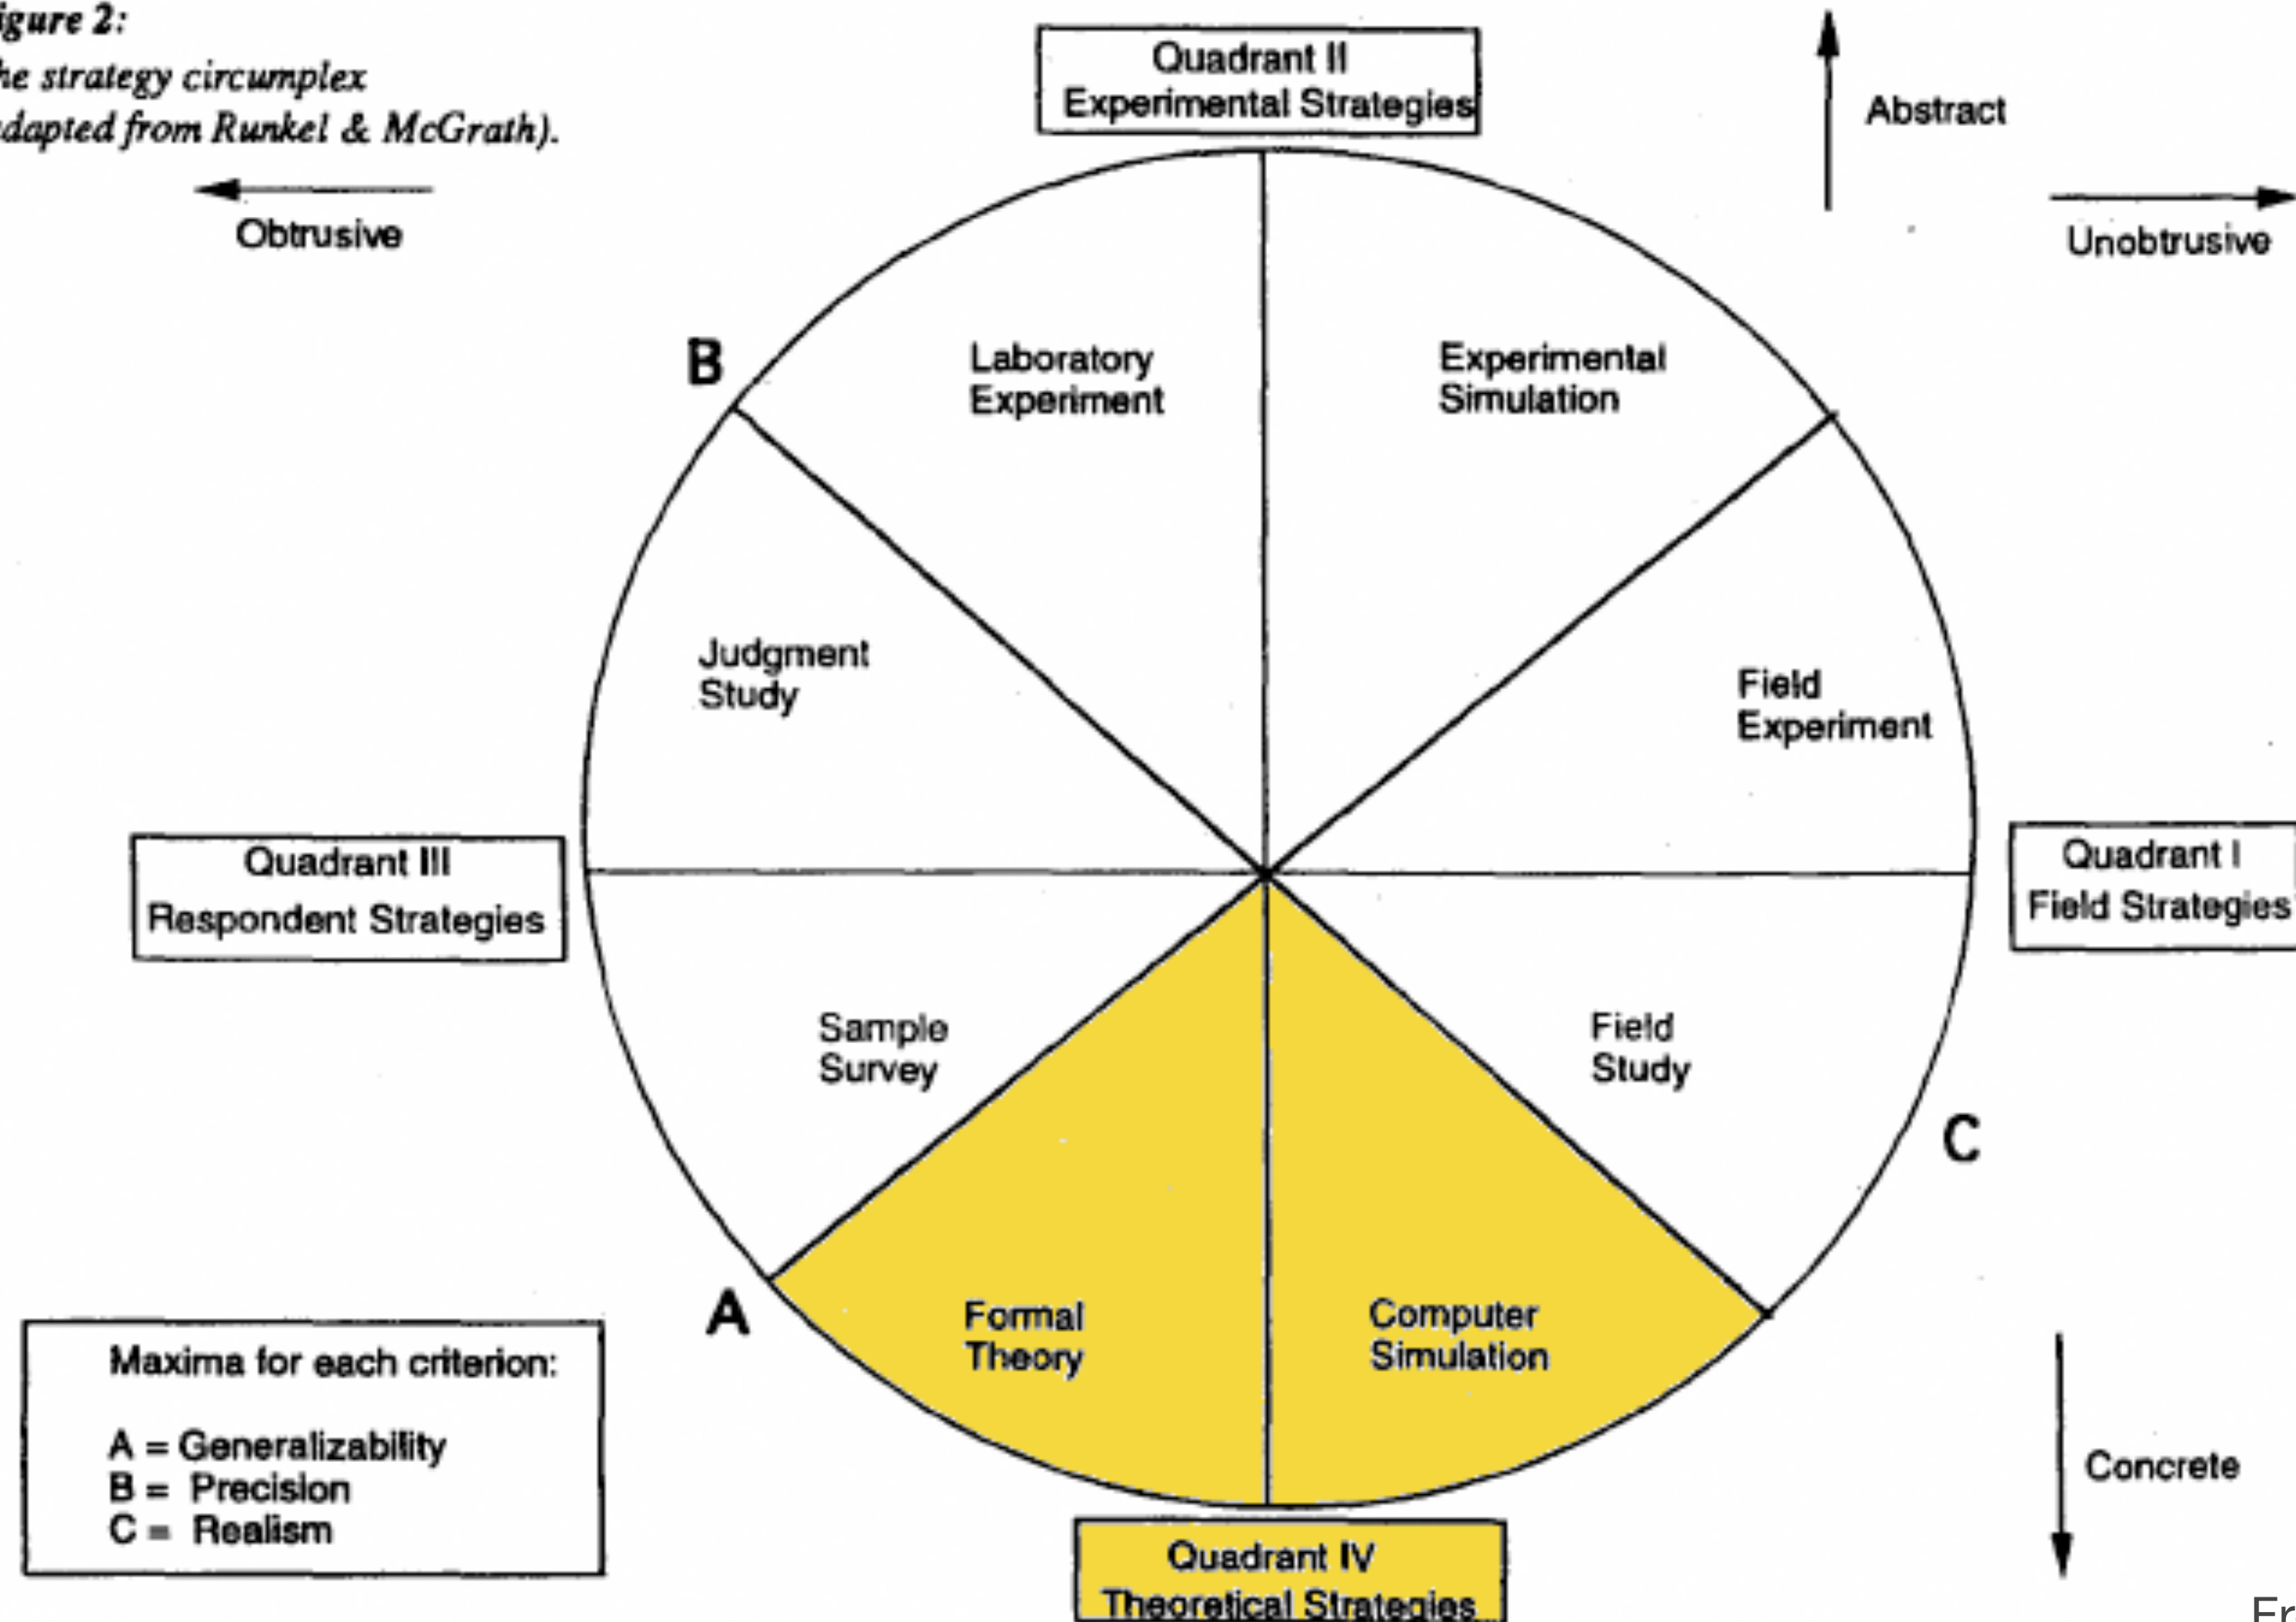 igure 2:
he strategy circumplex
dapted from Runkel & McGrath).
Obtrusive
Quadrant II
Experimental Strategies
Abstract
Unobtrusive
B
Laboratory
Experiment
Experimental
Simulation
Judgment
Study
Field
Experiment
Quadrant III
Respondent Strategies
Quadrant I
Field Strategies
Sample
Survey
Field
Study
C
A
Formal
Theory
Computer
Simulation
Maxima for each criterion:
A = Generalizability
B = Precision
C = Realism
Concrete
Quadrant IV
Theoretical Strategies